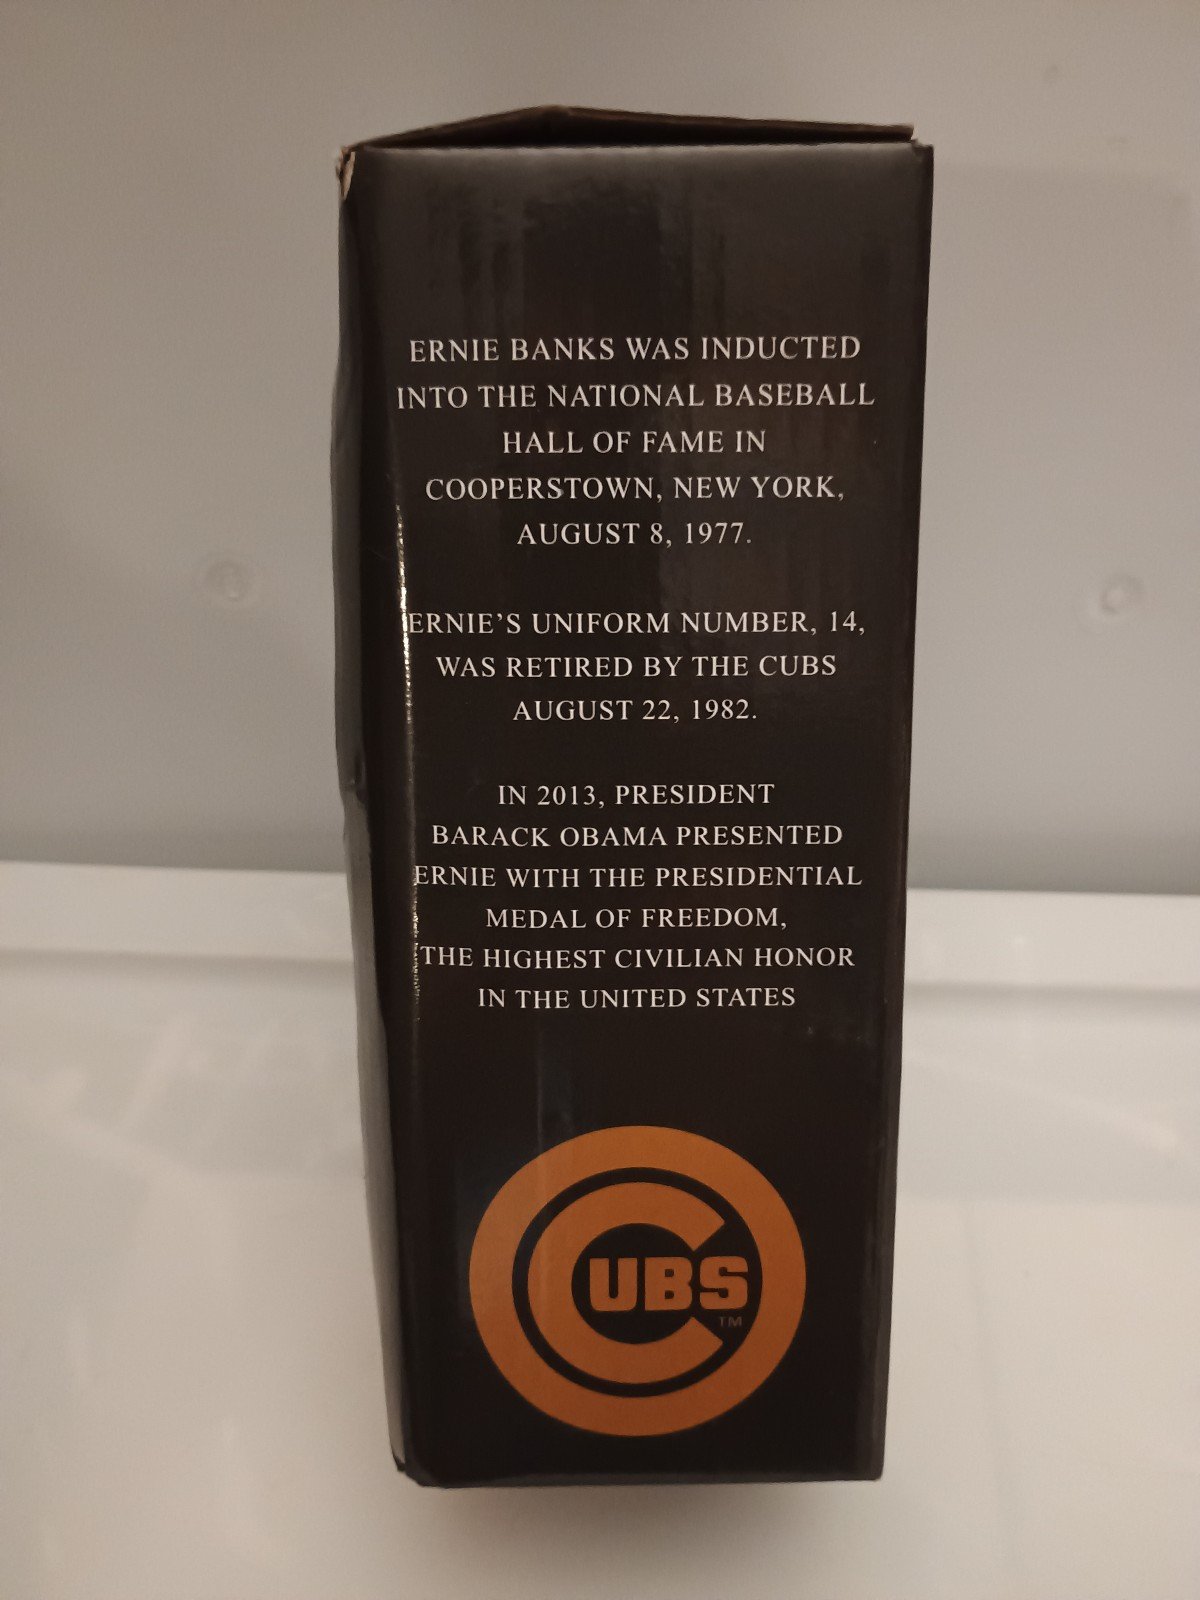 ERNIE BANKS WAS INDUCTED
INTO THE NATIONAL BASEBALL
HALL OF FAME IN
COOPERSTOWN, NEW YORK,
AUGUST 8, 1977.
ERNIE'S UNIFORM NUMBER, 14,
WAS RETIRED BY THE CUBS
AUGUST 22, 1982.
IN 2013, PRESIDENT
BARACK OBAMA PRESENTED
ERNIE WITH THE PRESIDENTIAL
MEDAL OF FREEDOM,
THE HIGHEST CIVILIAN HONOR
IN THE UNITED STATES
CUBS
TM